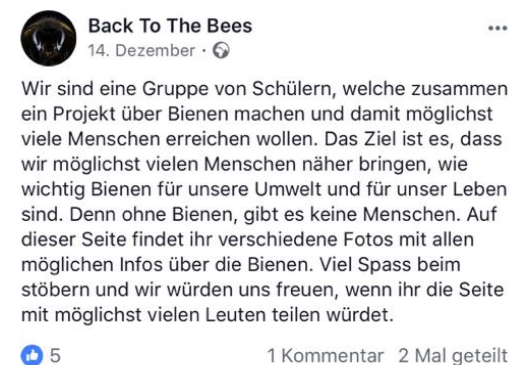 Back To The Bees
14. Dezember ·
Wir sind eine Gruppe von Schülern, welche zusammen
ein Projekt über Bienen machen und damit möglichst
viele Menschen erreichen wollen. Das Ziel ist es, dass
wir möglichst vielen Menschen näher bringen, wie
wichtig Bienen für unsere Umwelt und für unser Leben
sind. Denn ohne Bienen, gibt es keine Menschen. Auf
dieser Seite findet ihr verschiedene Fotos mit allen
möglichen Infos über die Bienen. Viel Spass beim
stöbern und wir würden uns freuen, wenn ihr die Seite
mit möglichst vielen Leuten teilen würdet.
5 1 Kommentar 2 Mal geteilt